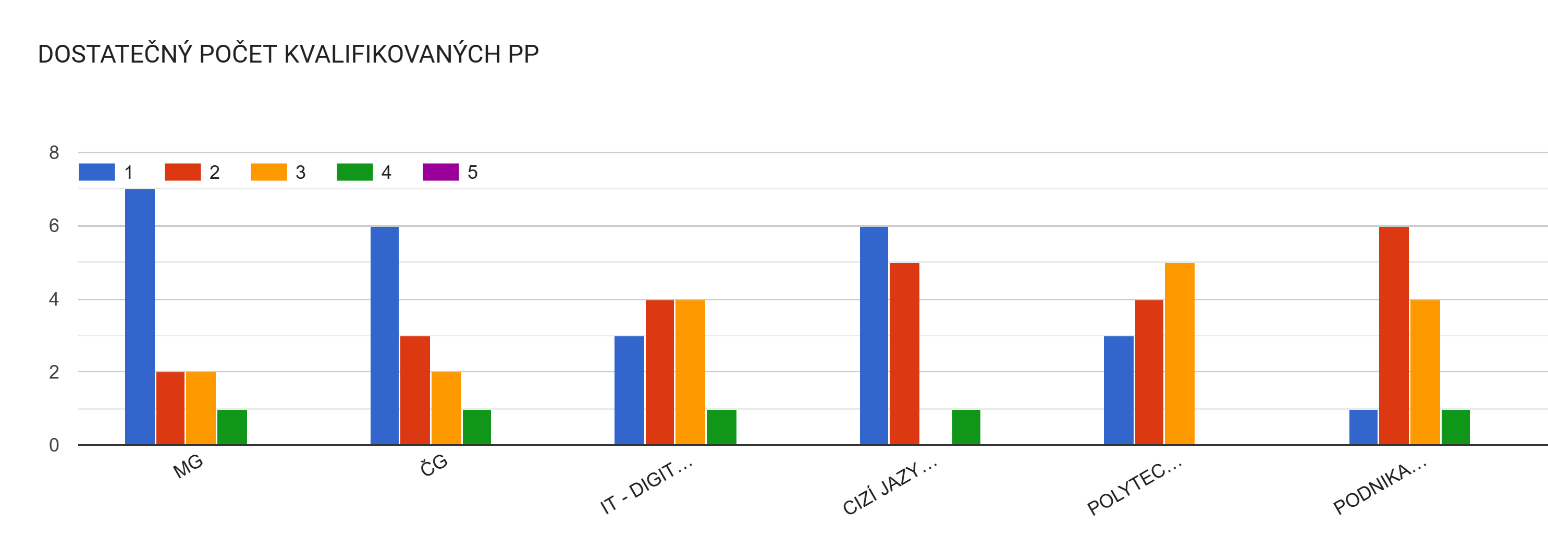 DOSTATEČNÝ POČET KVALIFIKOVANÝCH PP
8
1 2 3 4 5
6
4
2
0
MG ČG IT - DIGIT… CIZÍ JAZY… POLYTEC… PODNIKA…